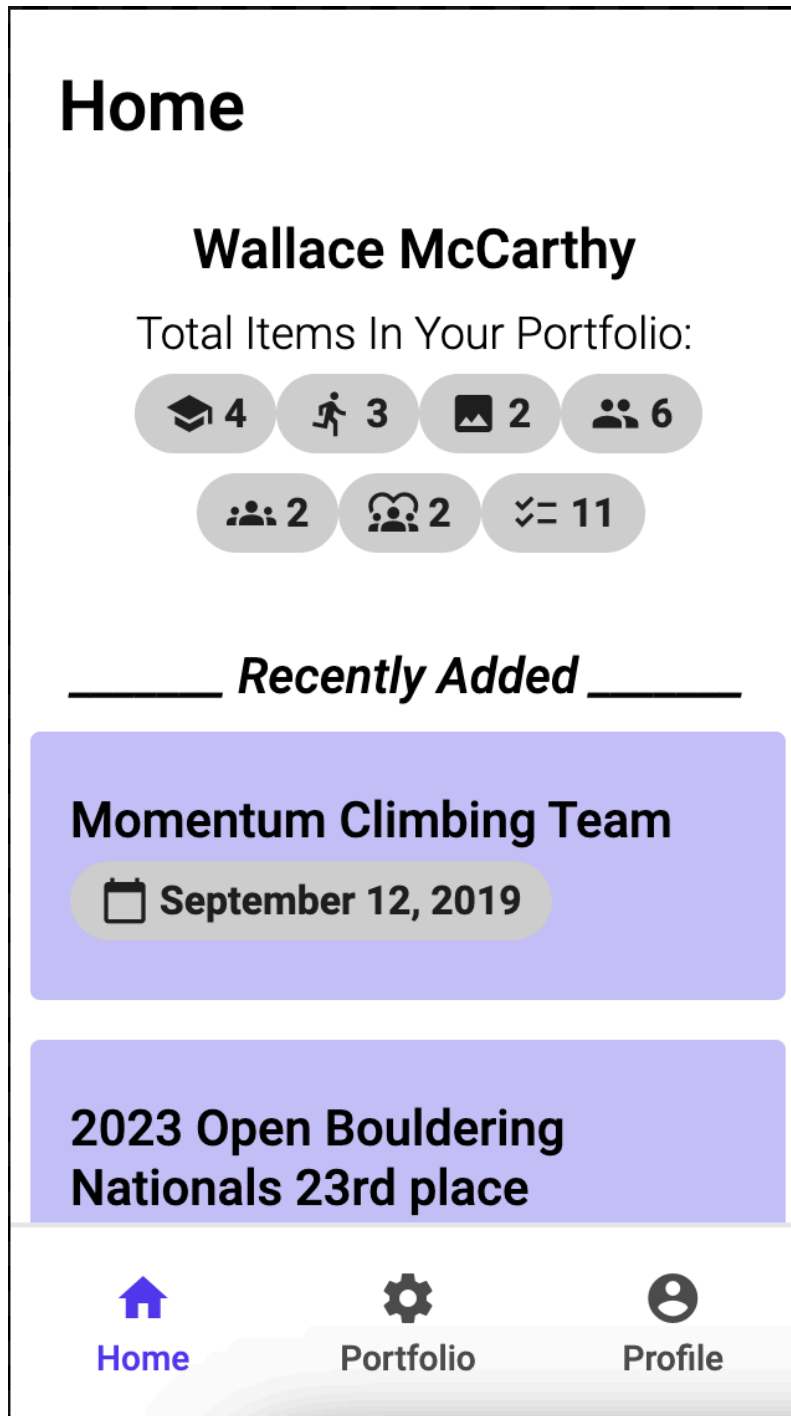 Home
Wallace McCarthy
Total Items In Your Portfolio:
4 3 2 6
2 2 11
______ Recently Added ______
Momentum Climbing Team
September 12, 2019
2023 Open Bouldering
Nationals 23rd place
Home Portfolio Profile